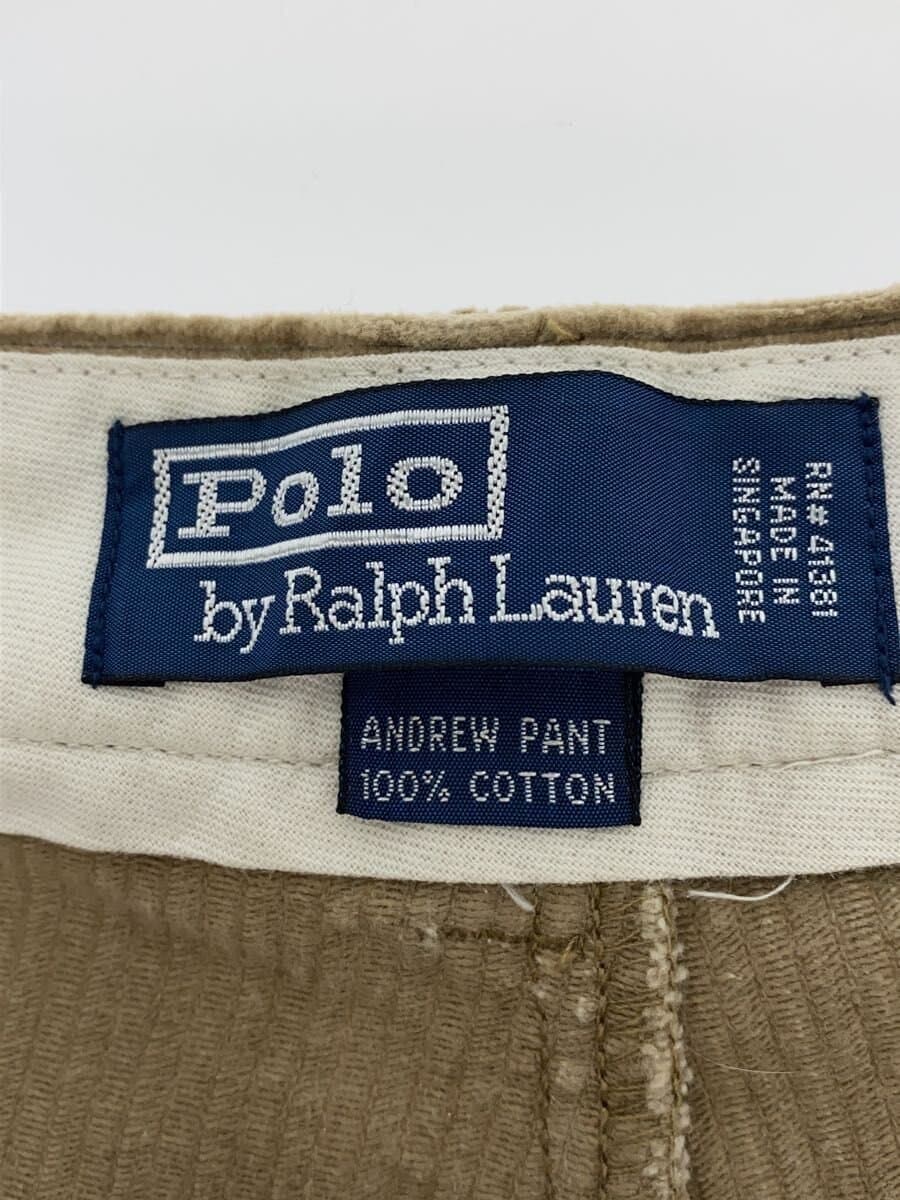 Polo
by Ralph Lauren
RN# 41381
MADE IN
SINGAPORE
ANDREW PANT
100% COTTON